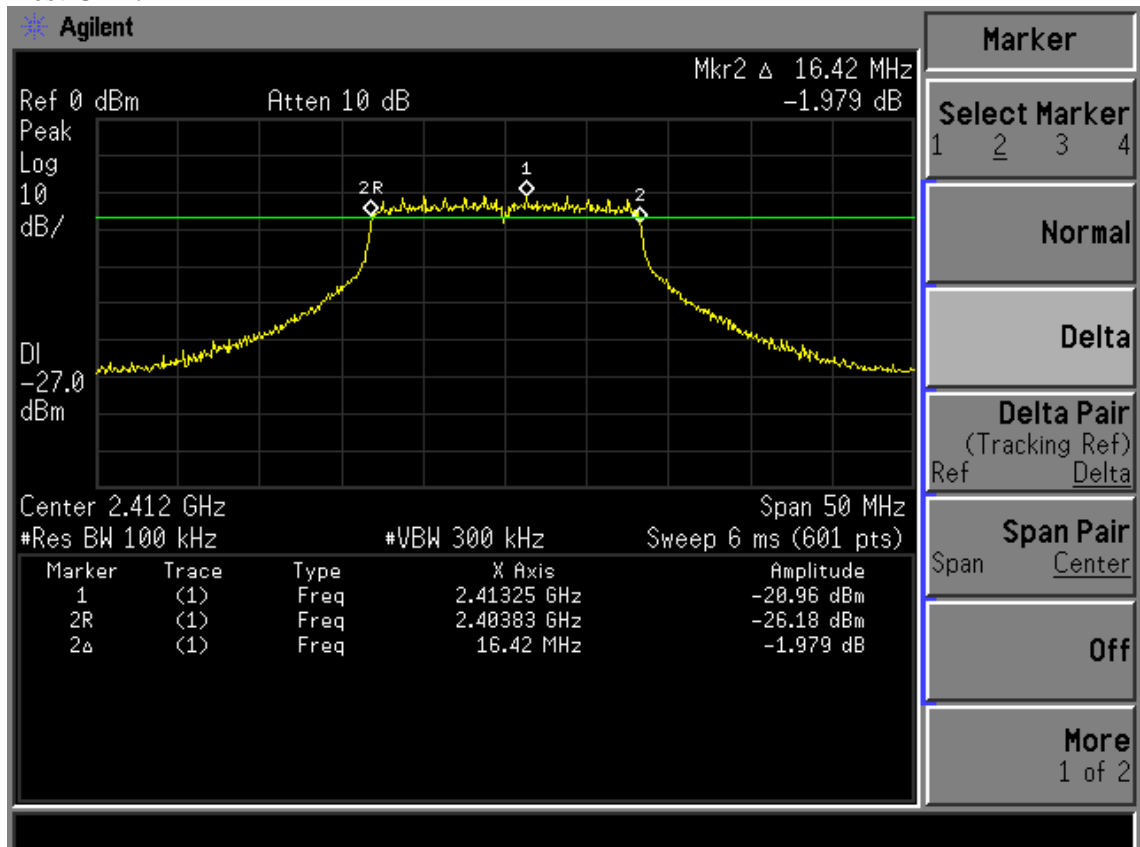 Agilent
Marker
Mkr2 Δ 16.42 MHz
Ref 0 dBm Atten 10 dB -1.979 dB
Peak
Log
10
dB/
1
2R
2
DI
-27.0
dBm
Center 2.412 GHz Span 50 MHz
#Res BW 100 kHz #VBW 300 kHz Sweep 6 ms (601 pts)
Marker Trace Type X Axis Amplitude
1 (1) Freq 2.41325 GHz -20.96 dBm
2R (1) Freq 2.40383 GHz -26.18 dBm
2Δ (1) Freq 16.42 MHz -1.979 dB
Select Marker
1 2 3 4
Normal
Delta
Delta Pair
(Tracking Ref)
Ref Delta
Span Pair
Span Center
Off
More
1 of 2